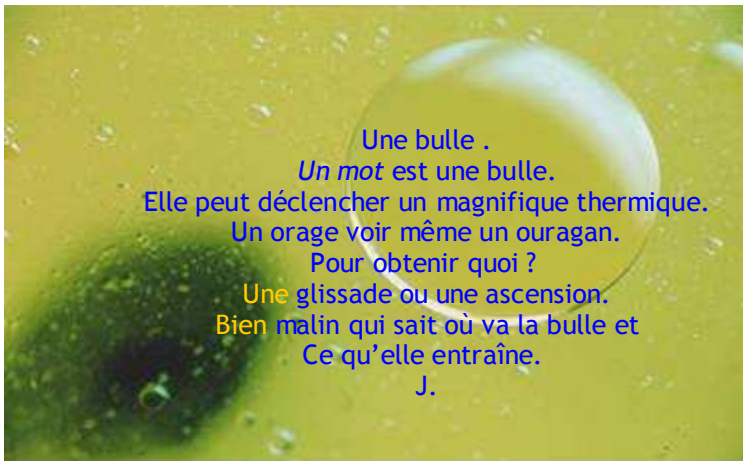 Une bulle .
Un mot est une bulle.
Elle peut déclencher un magnifique thermique.
Un orage voir même un ouragan.
Pour obtenir quoi ?
Une glissade ou une ascension.
Bien malin qui sait où va la bulle et
Ce qu’elle entraîne.
J.